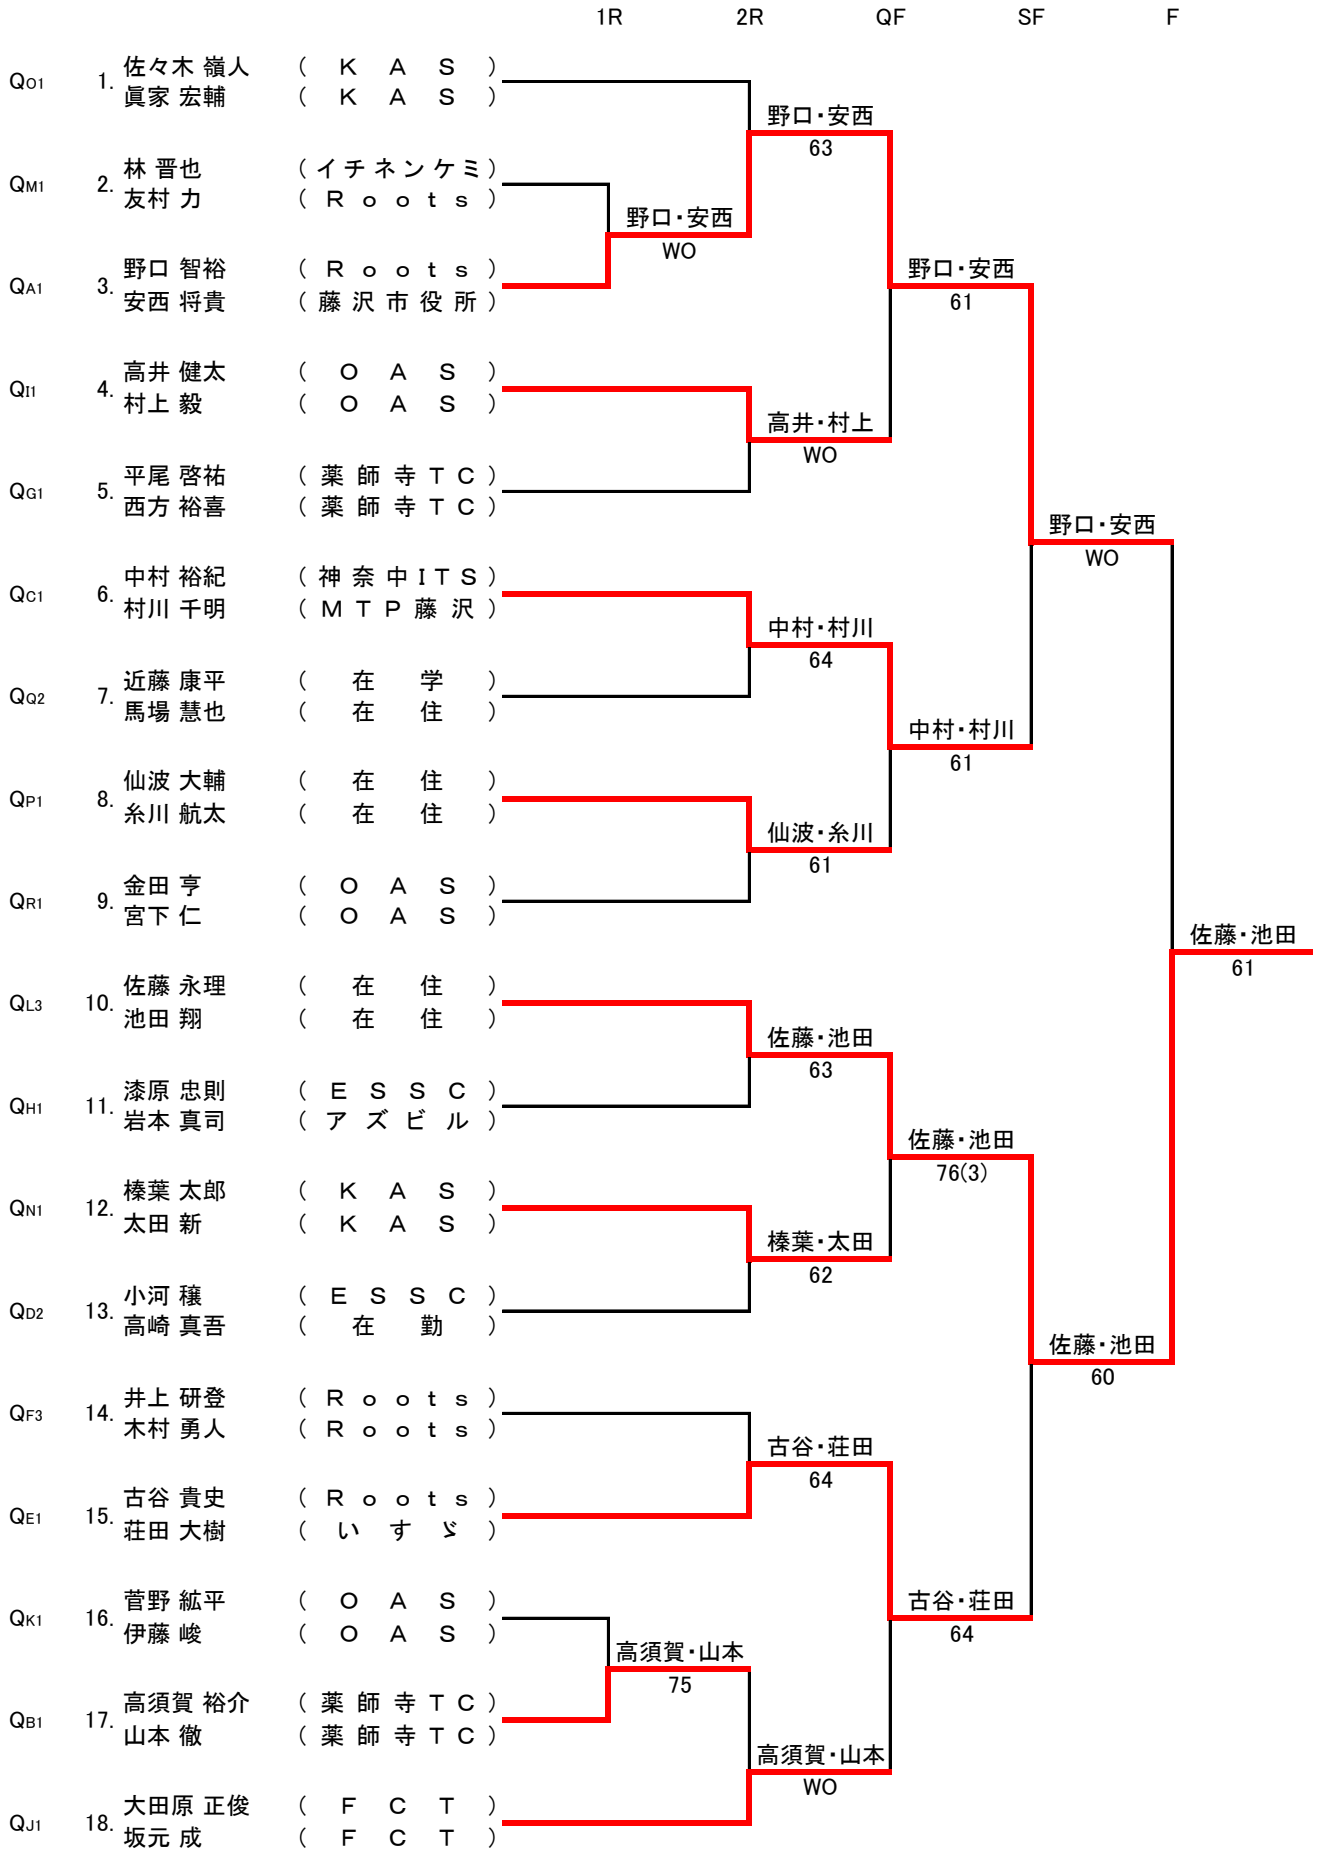 1R 2R QF SF F
QO1 1. 佐々木 嶺人 ( K A S )
眞家 宏輔 ( K A S )
野口・安西
63
QM1 2. 林 晋也 ( イチネンケミ )
友村 力 ( Roots )
野口・安西
WO
QA1 3. 野口 智裕 ( Roots )
安西 将貴 ( 藤沢市役所 )
野口・安西
61
QI1 4. 高井 健太 ( O A S )
村上 毅 ( O A S )
高井・村上
WO
QG1 5. 平尾 啓祐 ( 薬師寺TC )
西方 裕喜 ( 薬師寺TC )
野口・安西
WO
QC1 6. 中村 裕紀 ( 神奈中ITS )
村川 千明 ( MTP藤沢 )
中村・村川
64
QQ2 7. 近藤 康平 ( 在 学 )
馬場 慧也 ( 在 住 )
中村・村川
61
QP1 8. 仙波 大輔 ( 在 住 )
糸川 航太 ( 在 住 )
仙波・糸川
61
QR1 9. 金田 亨 ( O A S )
宮下 仁 ( O A S )
佐藤・池田
61
QL3 10. 佐藤 永理 ( 在 住 )
池田 翔 ( 在 住 )
佐藤・池田
63
QH1 11. 漆原 忠則 ( E S S C )
岩本 真司 ( アズビル )
佐藤・池田
76(3)
QN1 12. 榛葉 太郎 ( K A S )
太田 新 ( K A S )
榛葉・太田
62
QD2 13. 小河 穣 ( E S S C )
高崎 真吾 ( 在 勤 )
佐藤・池田
60
QF3 14. 井上 研登 ( Roots )
木村 勇人 ( Roots )
古谷・荘田
64
QE1 15. 古谷 貴史 ( Roots )
荘田 大樹 ( いすゞ )
QK1 16. 菅野 紘平 ( O A S )
伊藤 峻 ( O A S )
古谷・荘田
64
高須賀・山本
75
QB1 17. 高須賀 裕介 ( 薬師寺TC )
山本 徹 ( 薬師寺TC )
高須賀・山本
WO
QJ1 18. 大田原 正俊 ( F C T )
坂元 成 ( F C T )